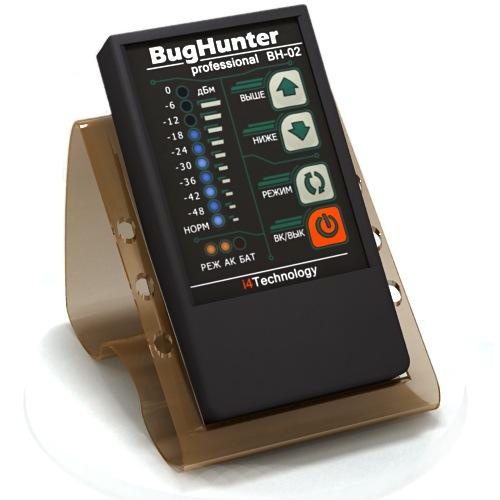 BugHunter
professional BH-02
0 дБм
-6
-12
-18
-24
-30
-36
-42
-48
НОРМ
ВЫШЕ
НИЖЕ
РЕЖИМ
ВК/ВЫК
РЕЖ АК БАТ
i4Technology